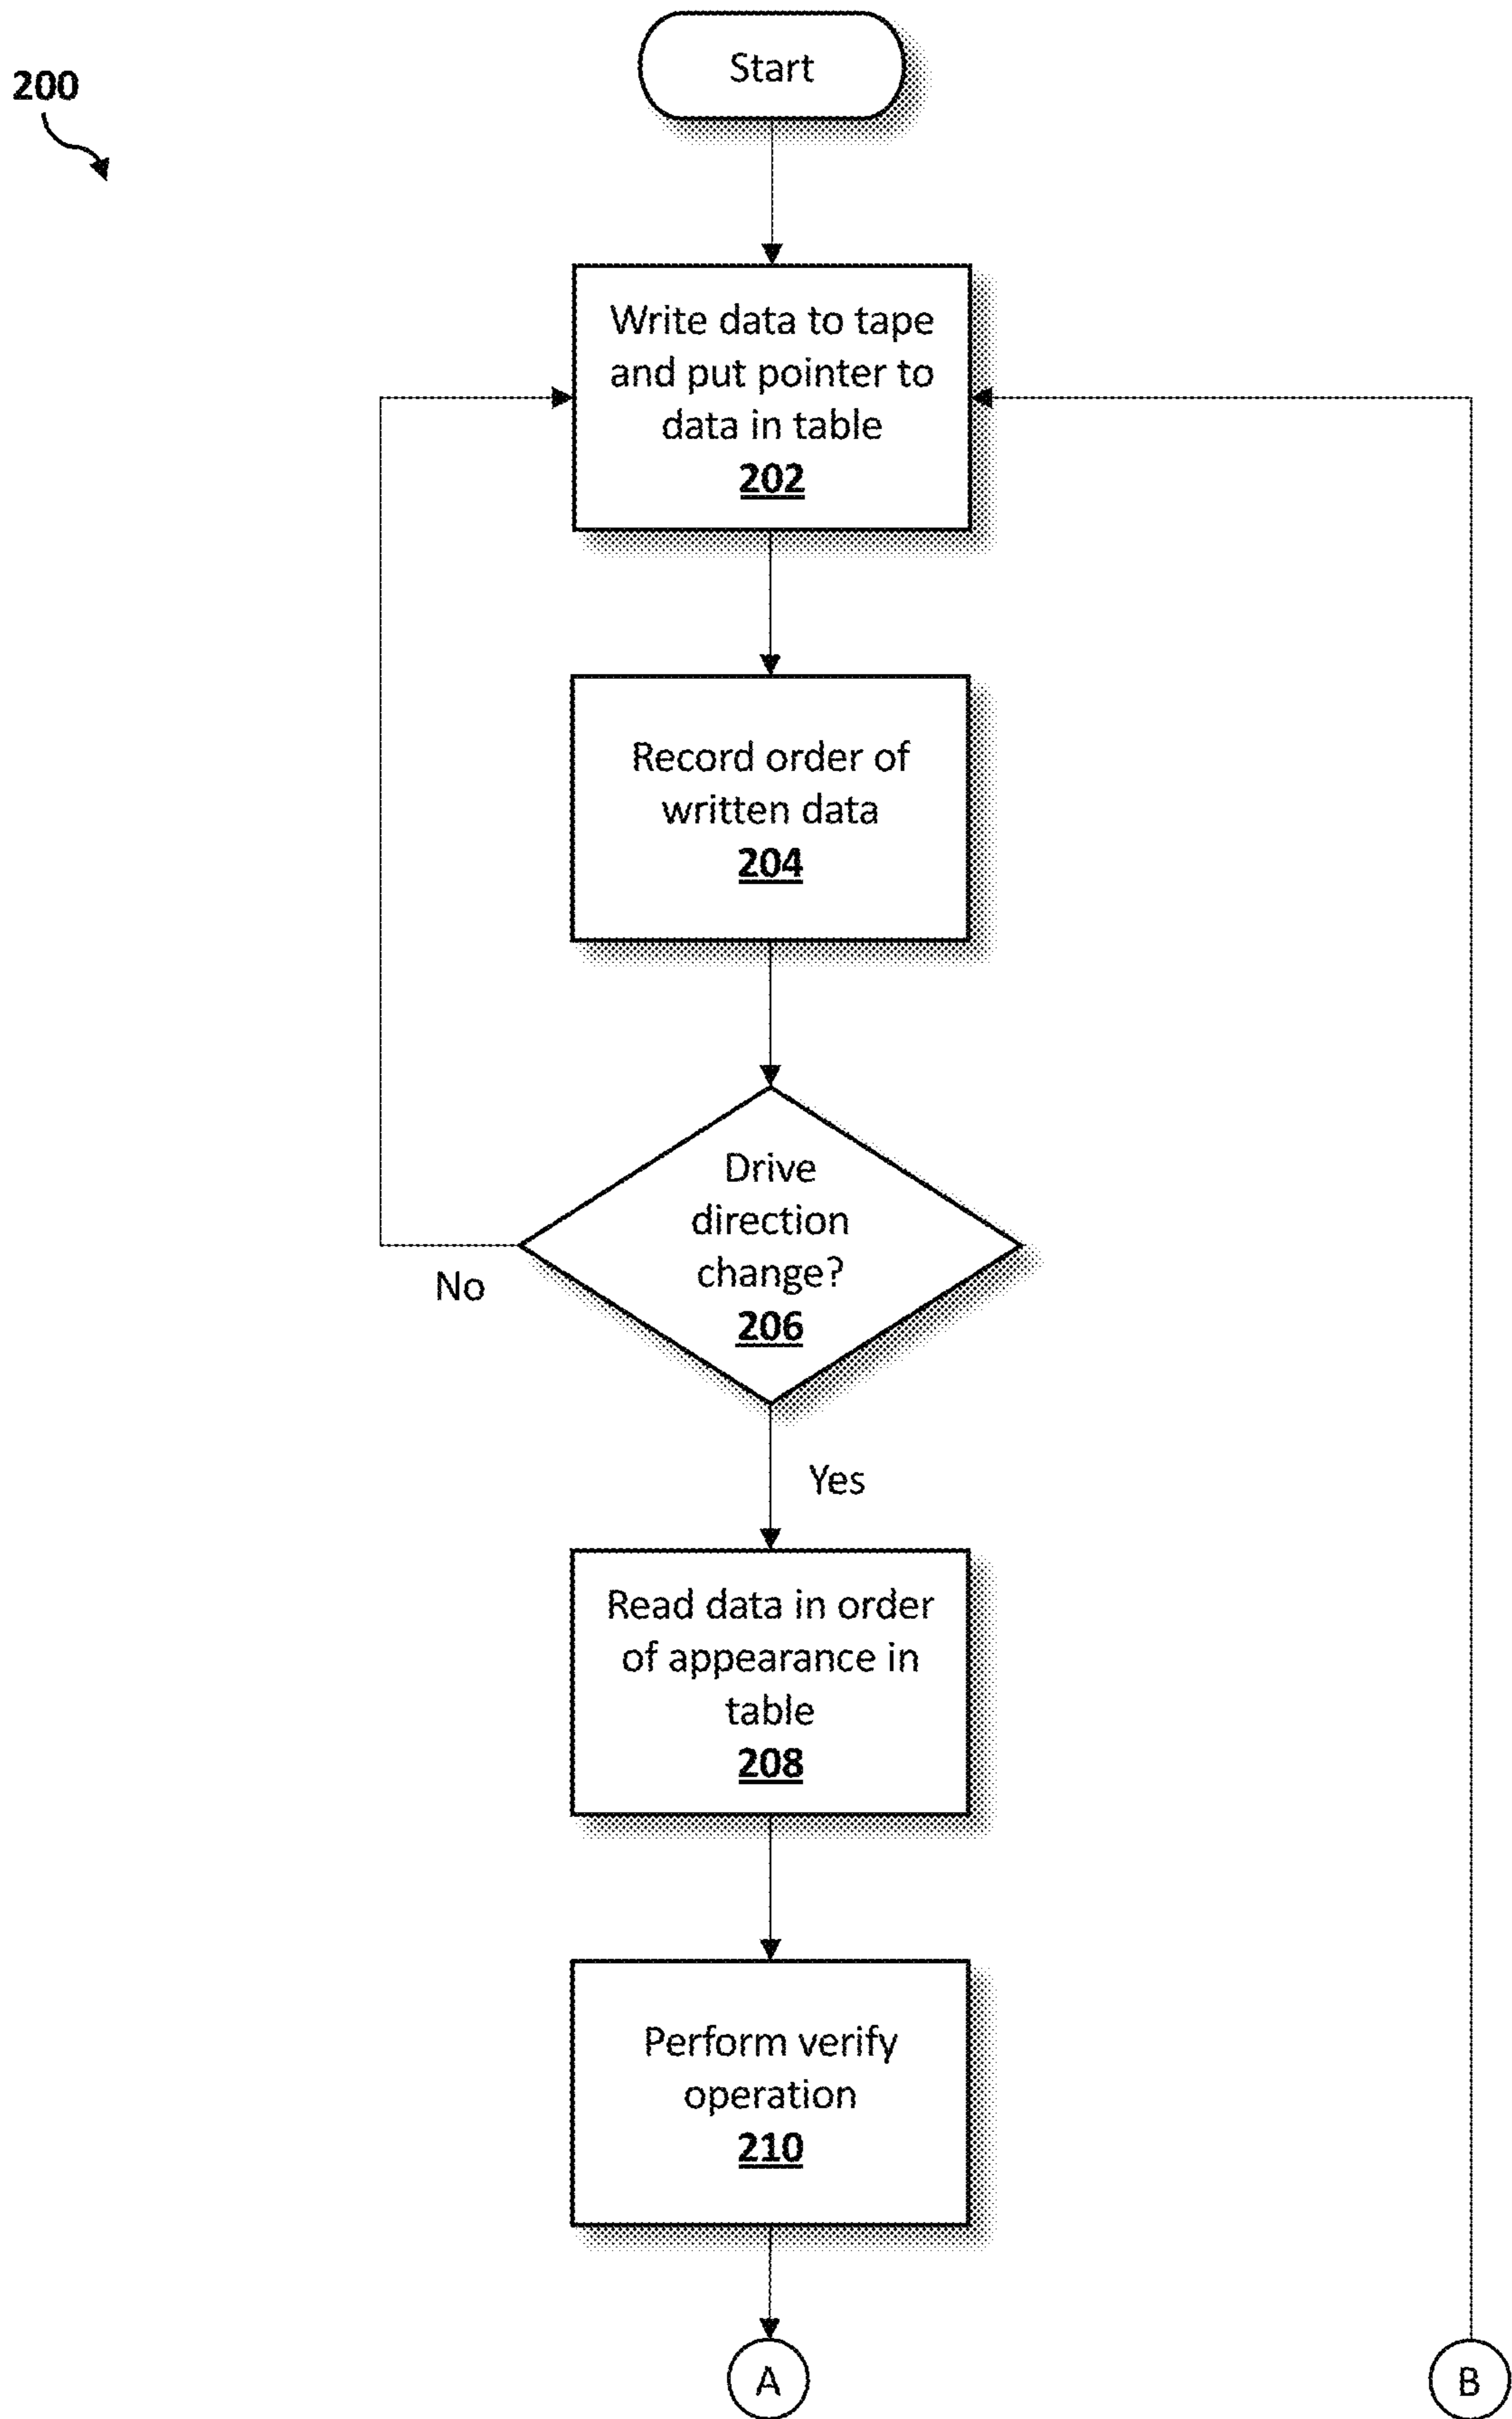 Start
200
Write data to tape
and put pointer to
data in table
202
Record order of
written data
204
Drive
direction
change?
206
No
Yes
Read data in order
of appearance in
table
208
Perform verify
operation
210
A
B